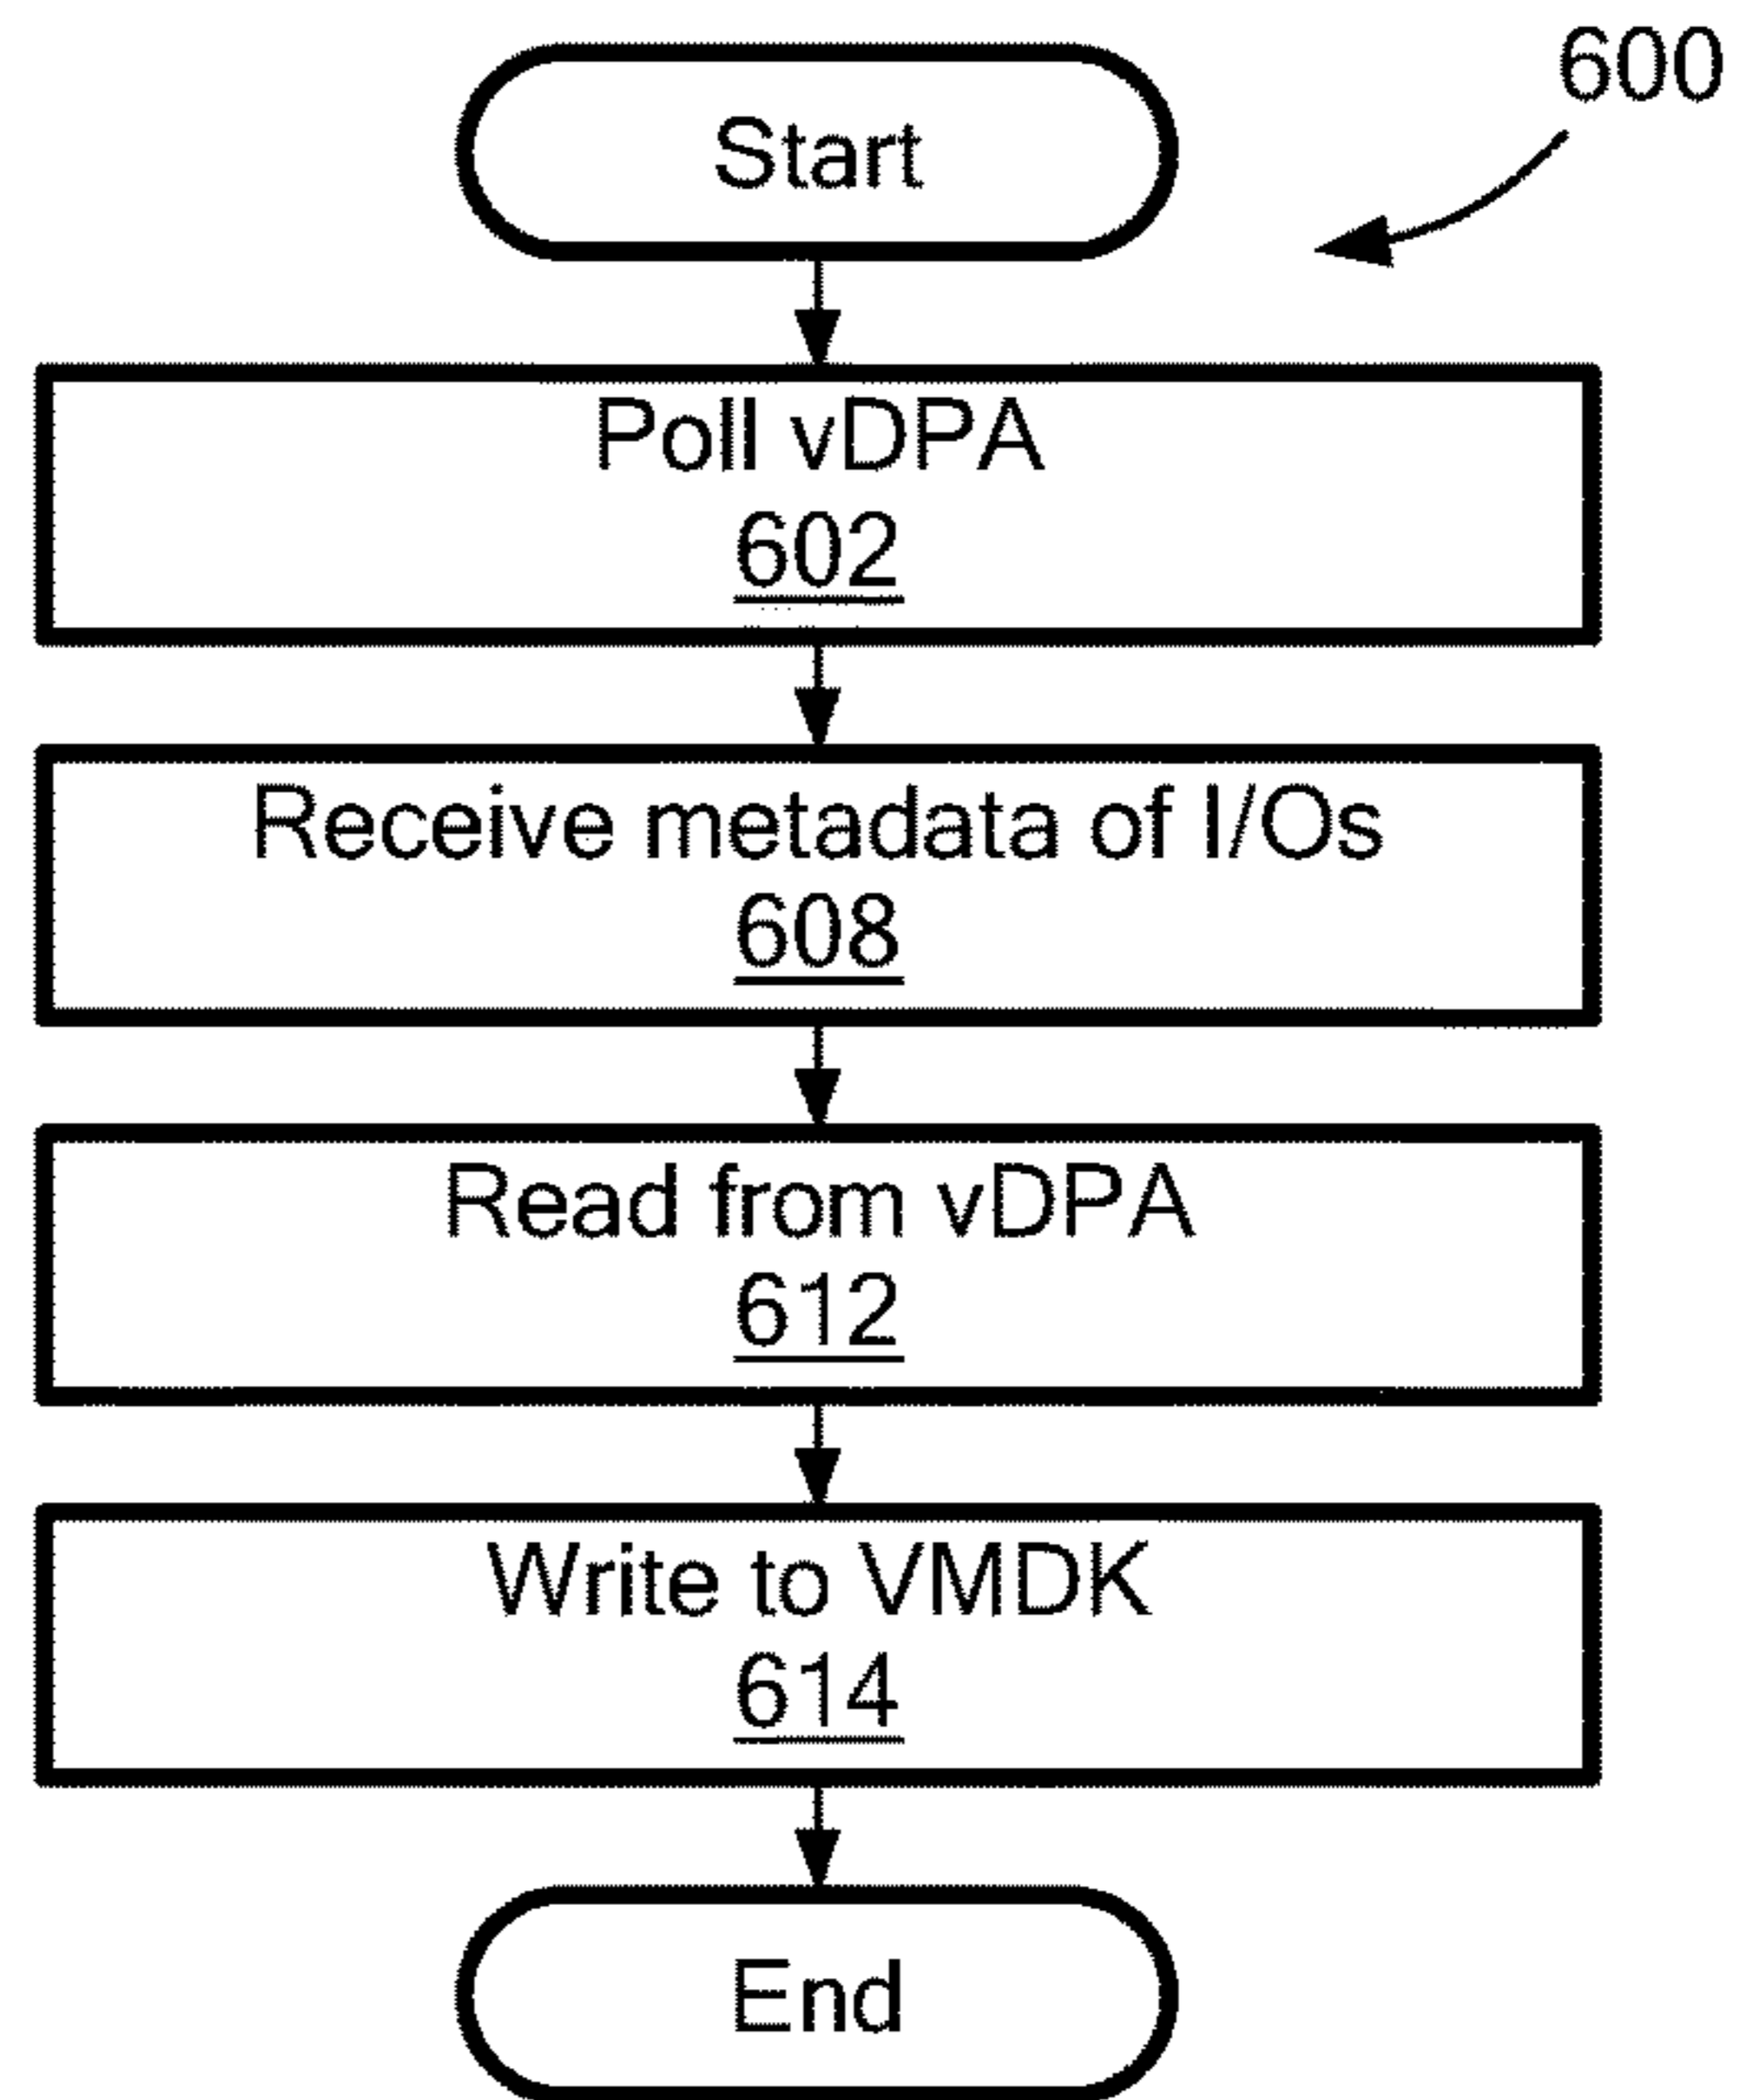 600
Start
Poll vDPA
602
Receive metadata of I/Os
608
Read from vDPA
612
Write to VMDK
614
End